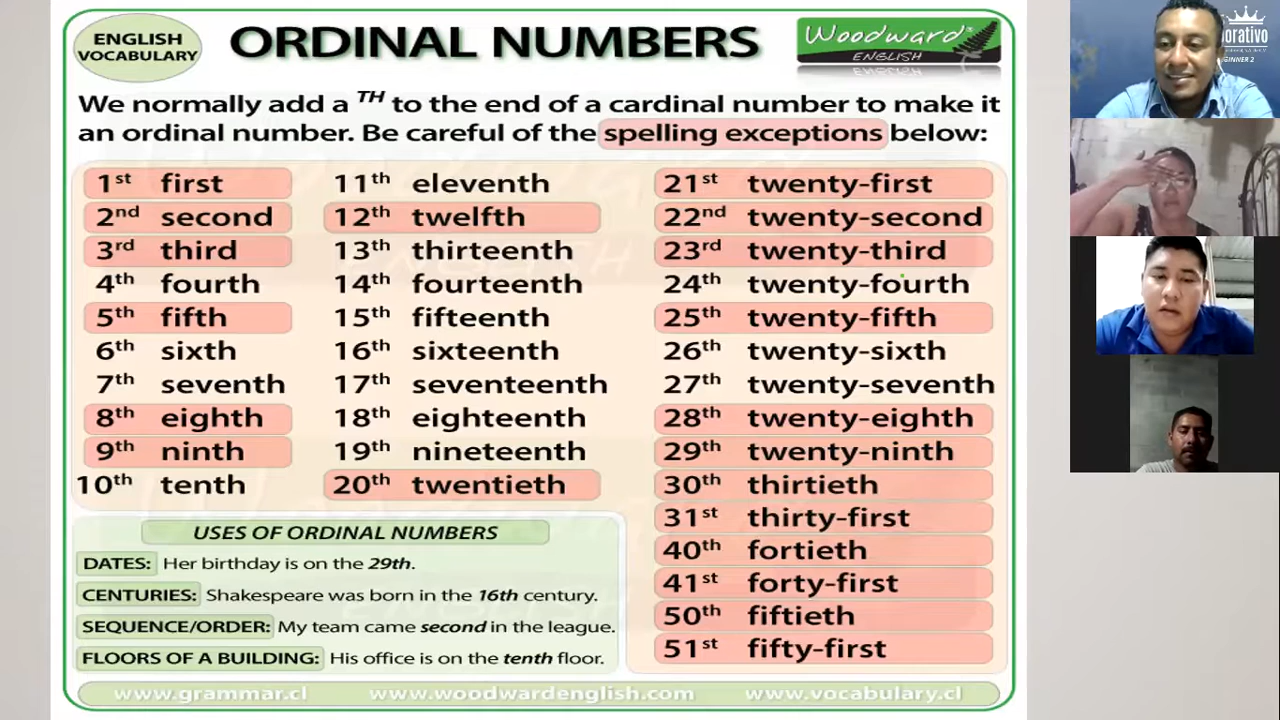 ENGLISH
VOCABULARY
ORDINAL NUMBERS
Woodward
ENGLISH
We normally add a TH to the end of a cardinal number to make it
an ordinal number. Be careful of the spelling exceptions below:
1st first
2nd second
3rd third
4th fourth
5th fifth
6th sixth
7th seventh
8th eighth
9th ninth
10th tenth
11th eleventh
12th twelfth
13th thirteenth
14th fourteenth
15th fifteenth
16th sixteenth
17th seventeenth
18th eighteenth
19th nineteenth
20th twentieth
21st twenty-first
22nd twenty-second
23rd twenty-third
24th twenty-fourth
25th twenty-fifth
26th twenty-sixth
27th twenty-seventh
28th twenty-eighth
29th twenty-ninth
30th thirtieth
31st thirty-first
40th fortieth
41st forty-first
50th fiftieth
51st fifty-first
USES OF ORDINAL NUMBERS
DATES: Her birthday is on the 29th.
CENTURIES: Shakespeare was born in the 16th century.
SEQUENCE/ORDER: My team came second in the league.
FLOORS OF A BUILDING: His office is on the tenth floor.
www.grammar.cl www.woodwardenglish.com www.vocabulary.cl
orativo
GINNER 2